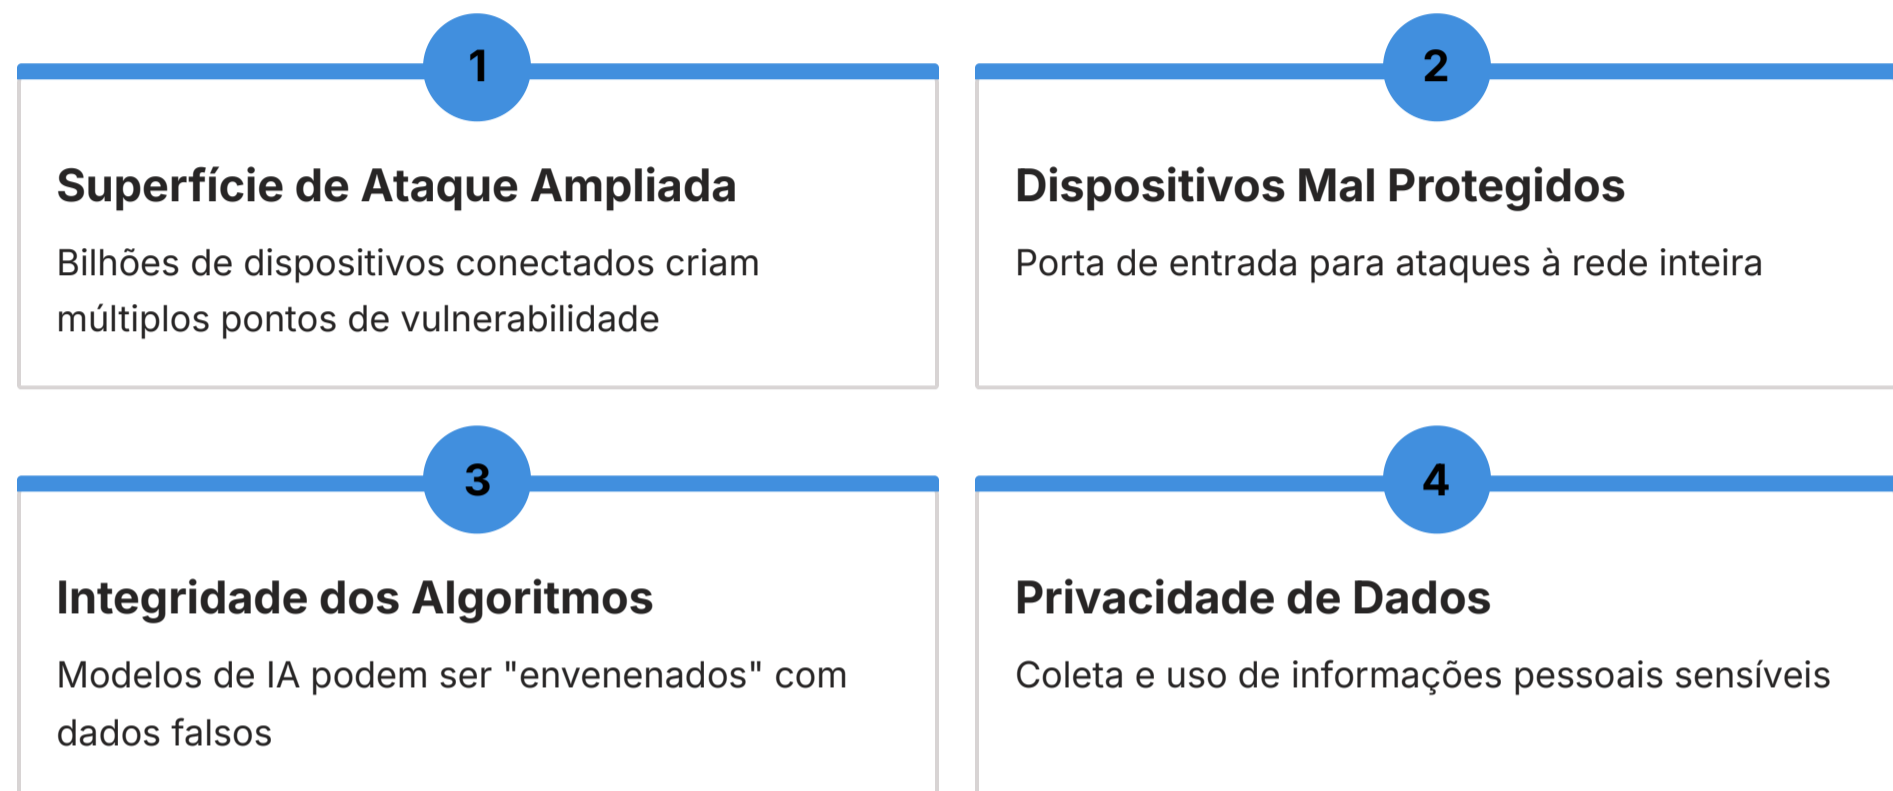 1
Superfície de Ataque Ampliada
Bilhões de dispositivos conectados criam
múltiplos pontos de vulnerabilidade
2
Dispositivos Mal Protegidos
Porta de entrada para ataques à rede inteira
3
Integridade dos Algoritmos
Modelos de IA podem ser "envenenados" com
dados falsos
4
Privacidade de Dados
Coleta e uso de informações pessoais sensíveis